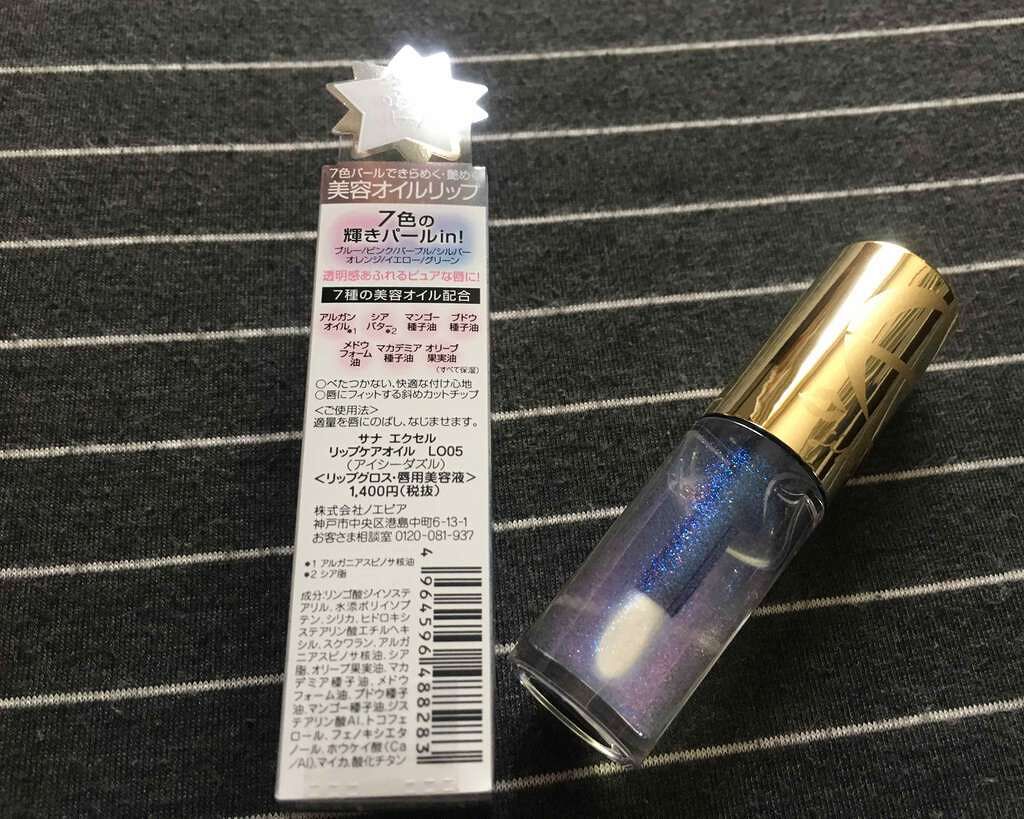 7色パールできらめく・艶めく
美容オイルリップ
7色の
輝きパールin!
ブルー/ピンク/パープル/シルバー
オレンジ/イエロー/グリーン
透明感あふれるピュアな唇に!
7種の美容オイル配合
アルガンオイル*1 シアバター*2 マンゴー種子油 ブドウ種子油
メドウフォーム油 マカデミア種子油 オリーブ果実油
(すべて保湿)
○べたつかない、快適な付け心地
○唇にフィットする斜めカットチップ
<ご使用法>
適量を唇にのばし、なじませます。
サナ エクセル
リップケアオイル LO05
(アイシーダズル)
<リップグロス・唇用美容液>
1,400円(税抜)
株式会社ノエビア
神戸市中央区港島中町6-13-1
お客さま相談室 0120-081-937
*1 アルガニアスピノサ核油
*2 シア脂
成分:リンゴ酸ジイソステ
アリル、水添ポリイソブ
テン、シリカ、ヒドロキシ
ステアリン酸エチルヘキ
シル、スクワラン、アルガ
ニアスピノサ核油、シア
脂、オリーブ果実油、マカ
デミア種子油、メドウ
フォーム油、ブドウ種子
油、マンゴー種子油、ジス
テアリン酸Al、トコフェ
ロール、フェノキシエタ
ノール、ホウケイ酸(Ca
/Al)、マイカ、酸化チタン
4 964596 488283